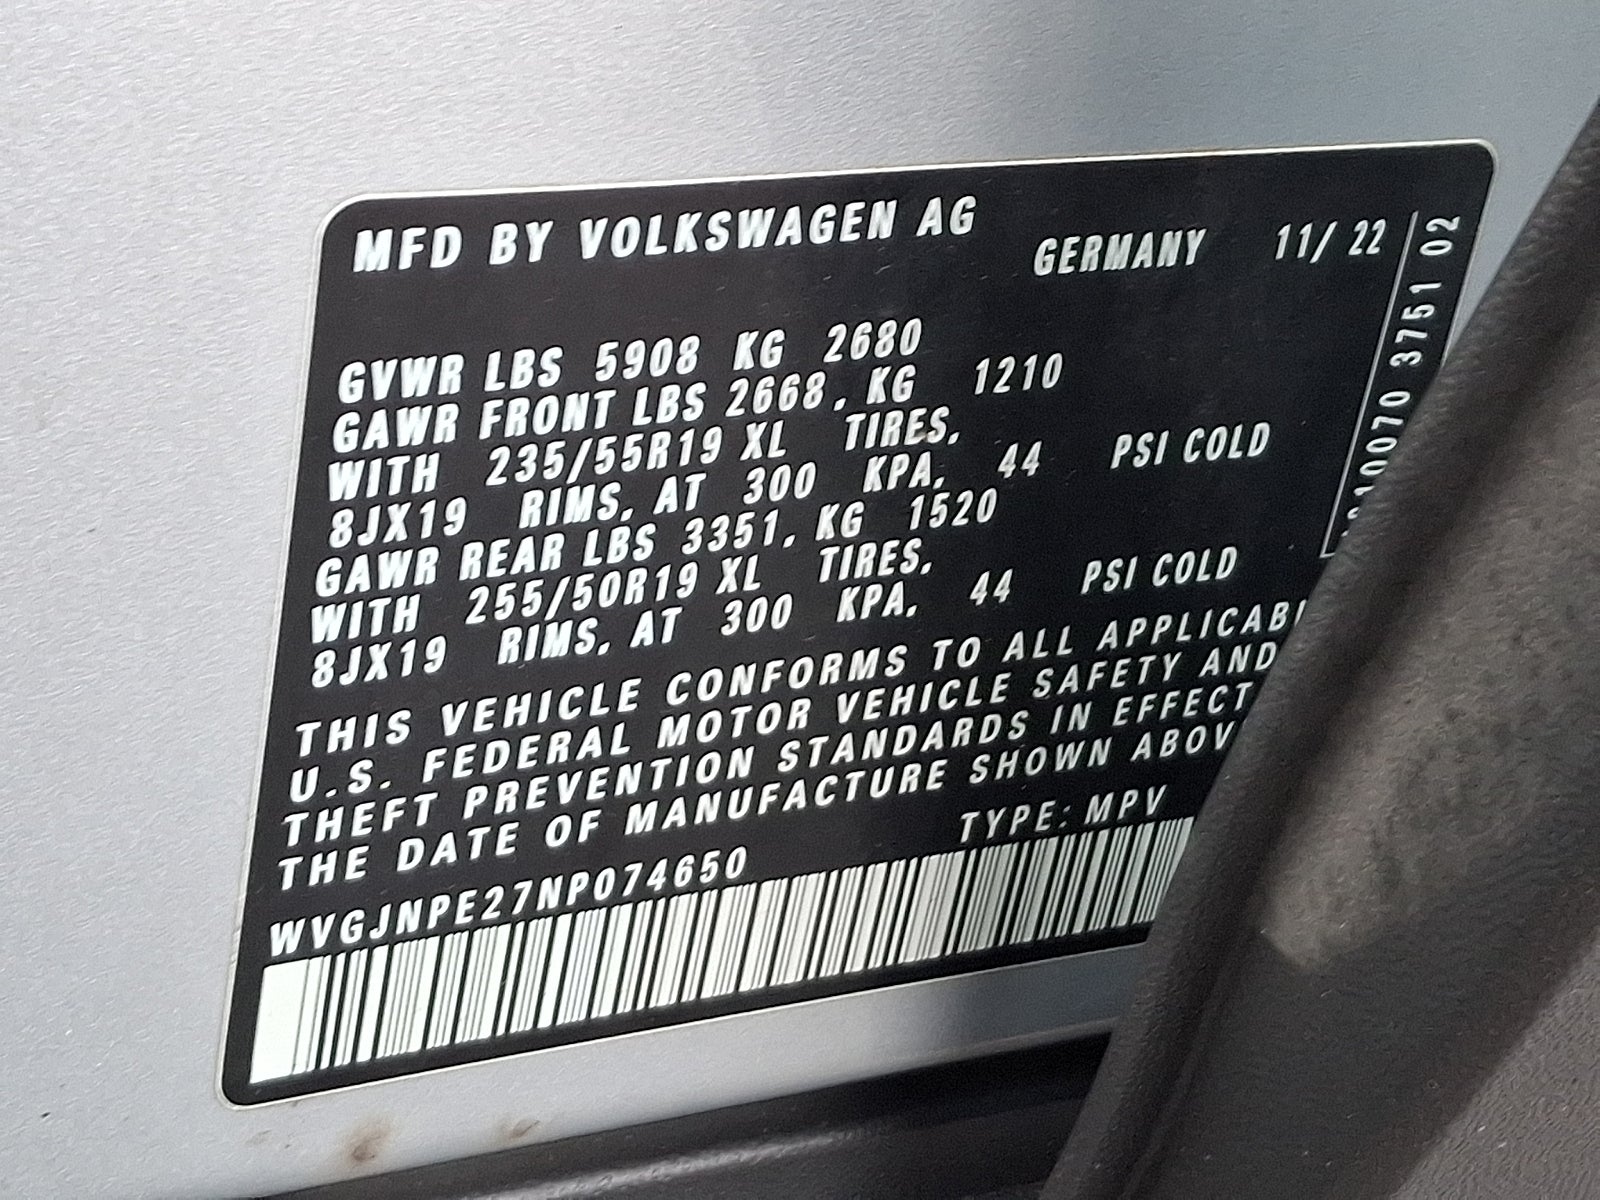 MFD BY VOLKSWAGEN AG GERMANY 11/ 22
GVWR LBS 5908 KG 2680
GAWR FRONT LBS 2668, KG 1210
WITH 235/55R19 XL TIRES,
8JX19 RIMS, AT 300 KPA, 44 PSI COLD
GAWR REAR LBS 3351, KG 1520
WITH 255/50R19 XL TIRES,
8JX19 RIMS, AT 300 KPA, 44 PSI COLD
THIS VEHICLE CONFORMS TO ALL APPLICAB
U.S. FEDERAL MOTOR VEHICLE SAFETY AND
THEFT PREVENTION STANDARDS IN EFFECT
THE DATE OF MANUFACTURE SHOWN ABOV
TYPE: MPV
WVGJNPE27NP074650
10070 3751 02